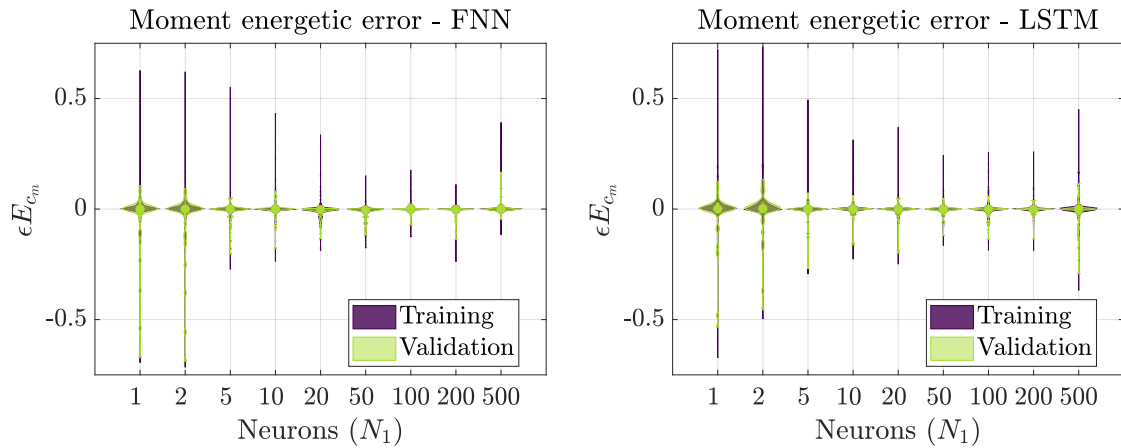 Moment energetic error - FNN
ϵE_{c_m}
0.5
0
-0.5
Training
Validation
1 2 5 10 20 50 100 200 500
Neurons (N_1)
Moment energetic error - LSTM
ϵE_{c_m}
0.5
0
-0.5
Training
Validation
1 2 5 10 20 50 100 200 500
Neurons (N_1)